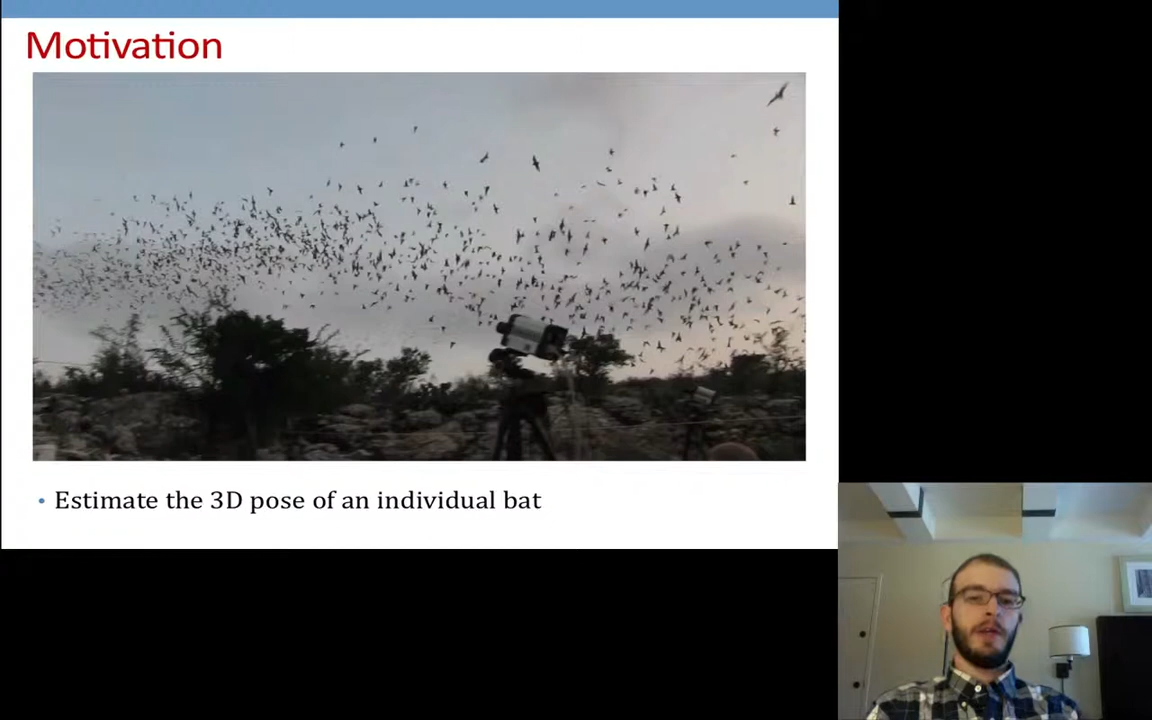 Motivation
• Estimate the 3D pose of an individual bat